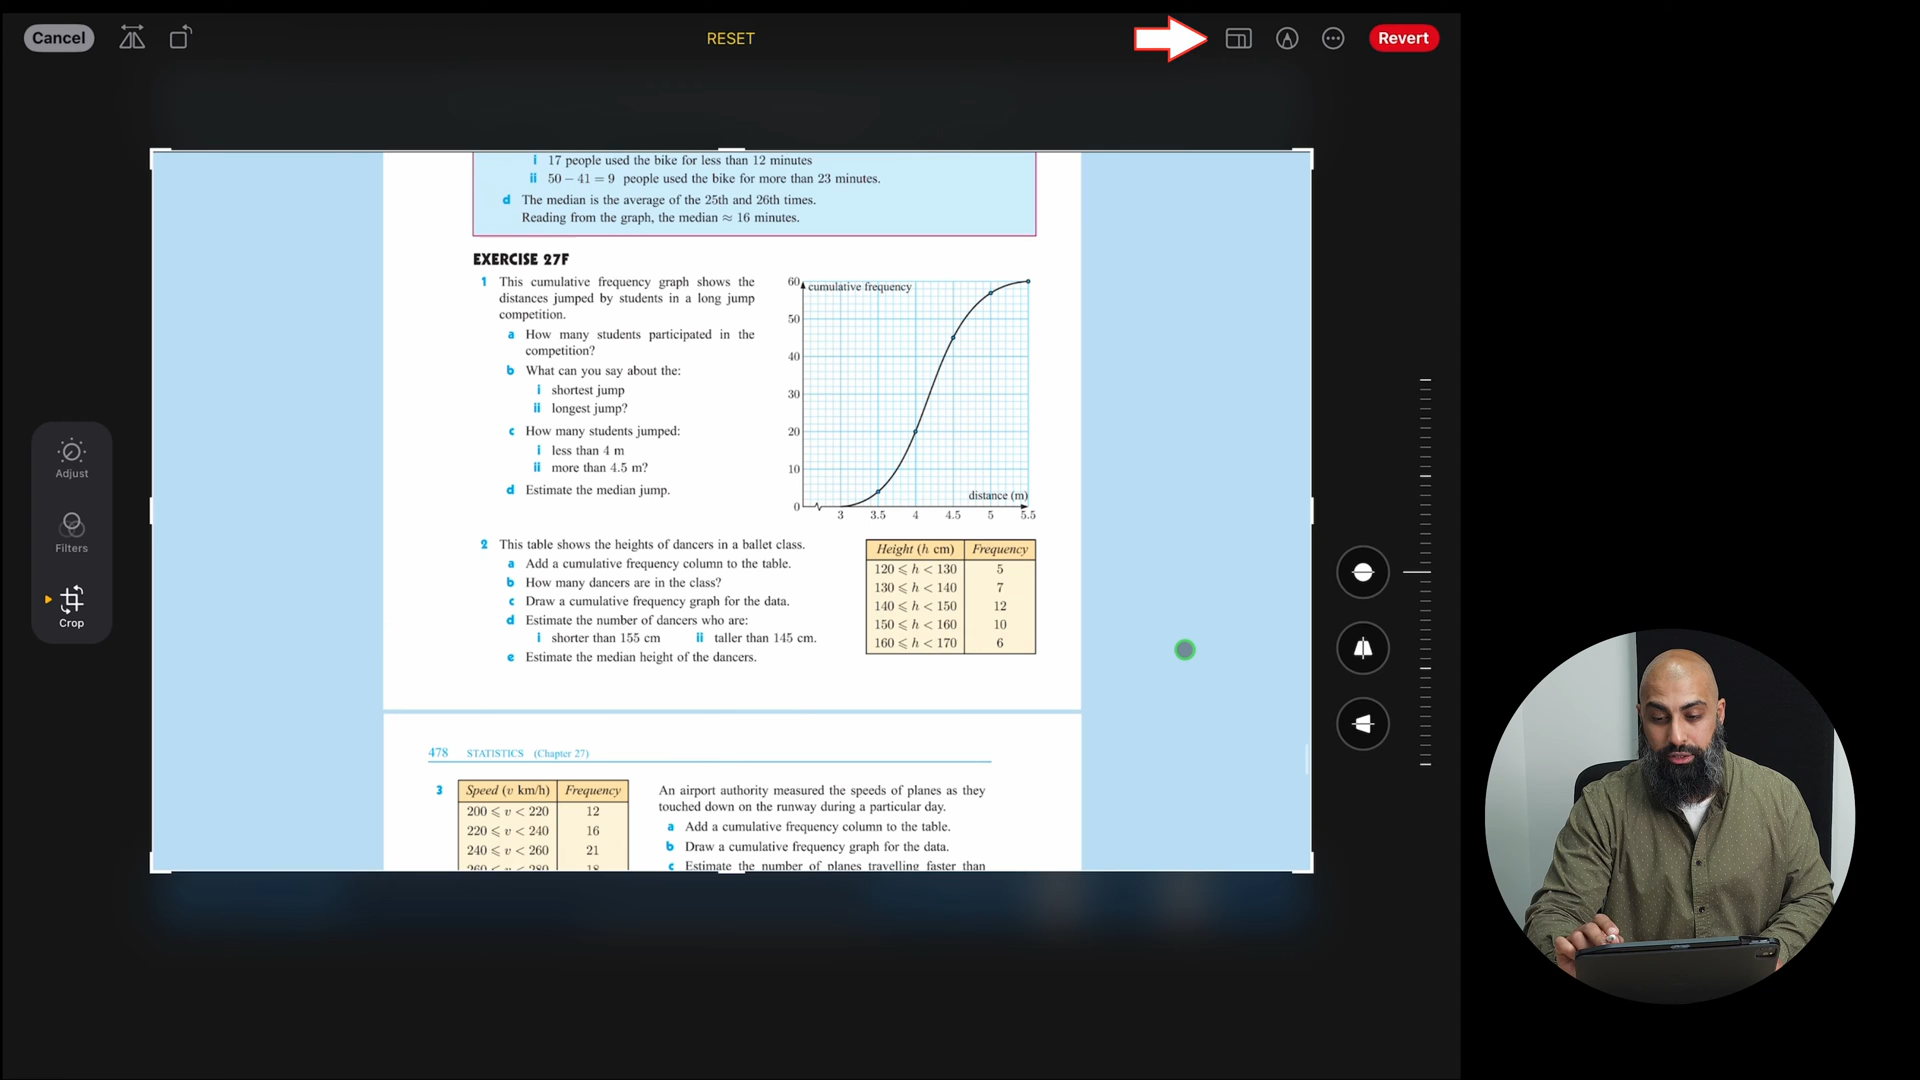 Cancel
RESET
Revert
i 17 people used the bike for less than 12 minutes
ii 50 − 41 = 9 people used the bike for more than 23 minutes.
d The median is the average of the 25th and 26th times.
Reading from the graph, the median ≈ 16 minutes.
EXERCISE 27F
1 This cumulative frequency graph shows the
distances jumped by students in a long jump
competition.
a How many students participated in the
competition?
b What can you say about the:
i shortest jump
ii longest jump?
c How many students jumped:
i less than 4 m
ii more than 4.5 m?
d Estimate the median jump.
60
cumulative frequency
50
40
30
20
10
0
distance (m)
3 3.5 4 4.5 5 5.5
2 This table shows the heights of dancers in a ballet class.
a Add a cumulative frequency column to the table.
b How many dancers are in the class?
c Draw a cumulative frequency graph for the data.
d Estimate the number of dancers who are:
i shorter than 155 cm ii taller than 145 cm.
e Estimate the median height of the dancers.
Height (h cm) Frequency
120 ⩽ h < 130 5
130 ⩽ h < 140 7
140 ⩽ h < 150 12
150 ⩽ h < 160 10
160 ⩽ h < 170 6
478 STATISTICS (Chapter 27)
3
Speed (v km/h) Frequency
200 ⩽ v < 220 12
220 ⩽ v < 240 16
240 ⩽ v < 260 21
260 ⩽ v < 280 18
An airport authority measured the speeds of planes as they
touched down on the runway during a particular day.
a Add a cumulative frequency column to the table.
b Draw a cumulative frequency graph for the data.
c Estimate the number of planes travelling faster than
Adjust
Filters
Crop